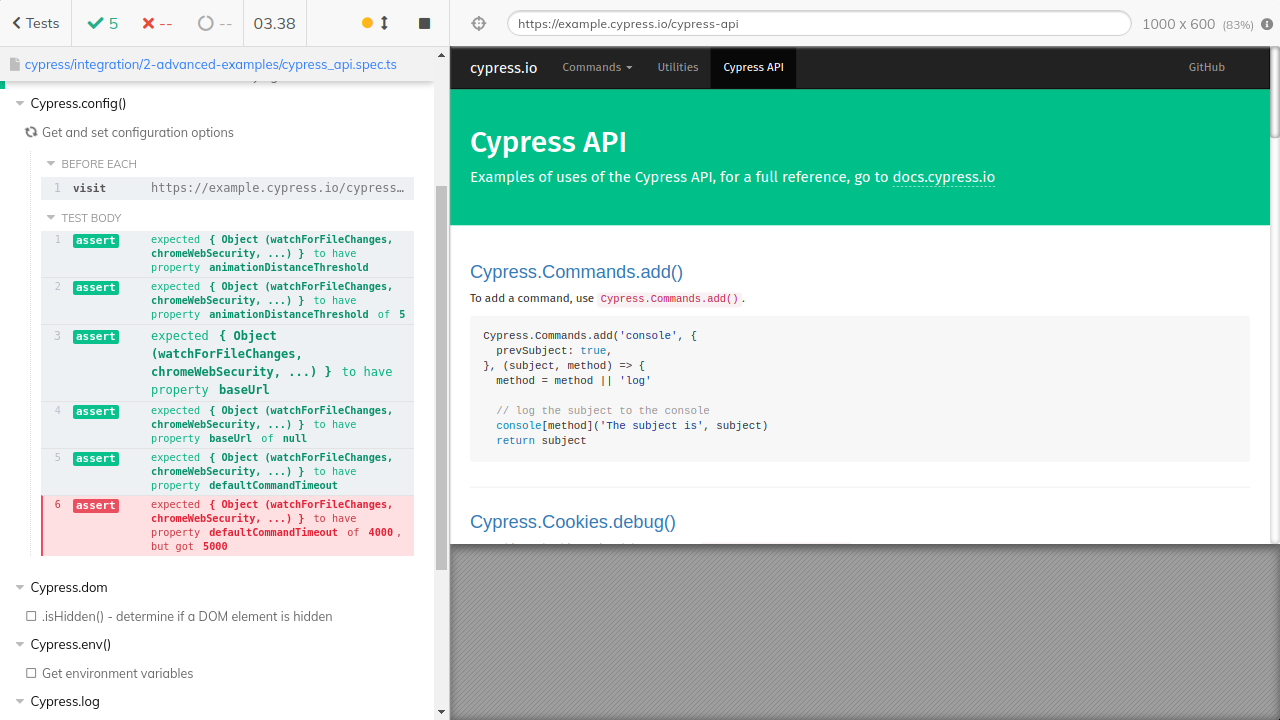 Tests
5
--
--
03.38
https://example.cypress.io/cypress-api
1000 x 600 (83%)
cypress/integration/2-advanced-examples/cypress_api.spec.ts
Cypress.config()
Get and set configuration options
BEFORE EACH
1 visit https://example.cypress.io/cypress…
TEST BODY
1 assert expected { Object (watchForFileChanges,
chromeWebSecurity, ...) } to have
property animationDistanceThreshold
2 assert expected { Object (watchForFileChanges,
chromeWebSecurity, ...) } to have
property animationDistanceThreshold of 5
3 assert expected { Object
(watchForFileChanges,
chromeWebSecurity, ...) } to have
property baseUrl
4 assert expected { Object (watchForFileChanges,
chromeWebSecurity, ...) } to have
property baseUrl of null
5 assert expected { Object (watchForFileChanges,
chromeWebSecurity, ...) } to have
property defaultCommandTimeout
6 assert expected { Object (watchForFileChanges,
chromeWebSecurity, ...) } to have
property defaultCommandTimeout of 4000,
but got 5000
Cypress.dom
.isHidden() - determine if a DOM element is hidden
Cypress.env()
Get environment variables
Cypress.log
cypress.io
Commands
Utilities
Cypress API
GitHub
Cypress API
Examples of uses of the Cypress API, for a full reference, go to docs.cypress.io
Cypress.Commands.add()
To add a command, use Cypress.Commands.add().
Cypress.Commands.add('console', {
prevSubject: true,
}, (subject, method) => {
method = method || 'log'
// log the subject to the console
console[method]('The subject is', subject)
return subject
Cypress.Cookies.debug()